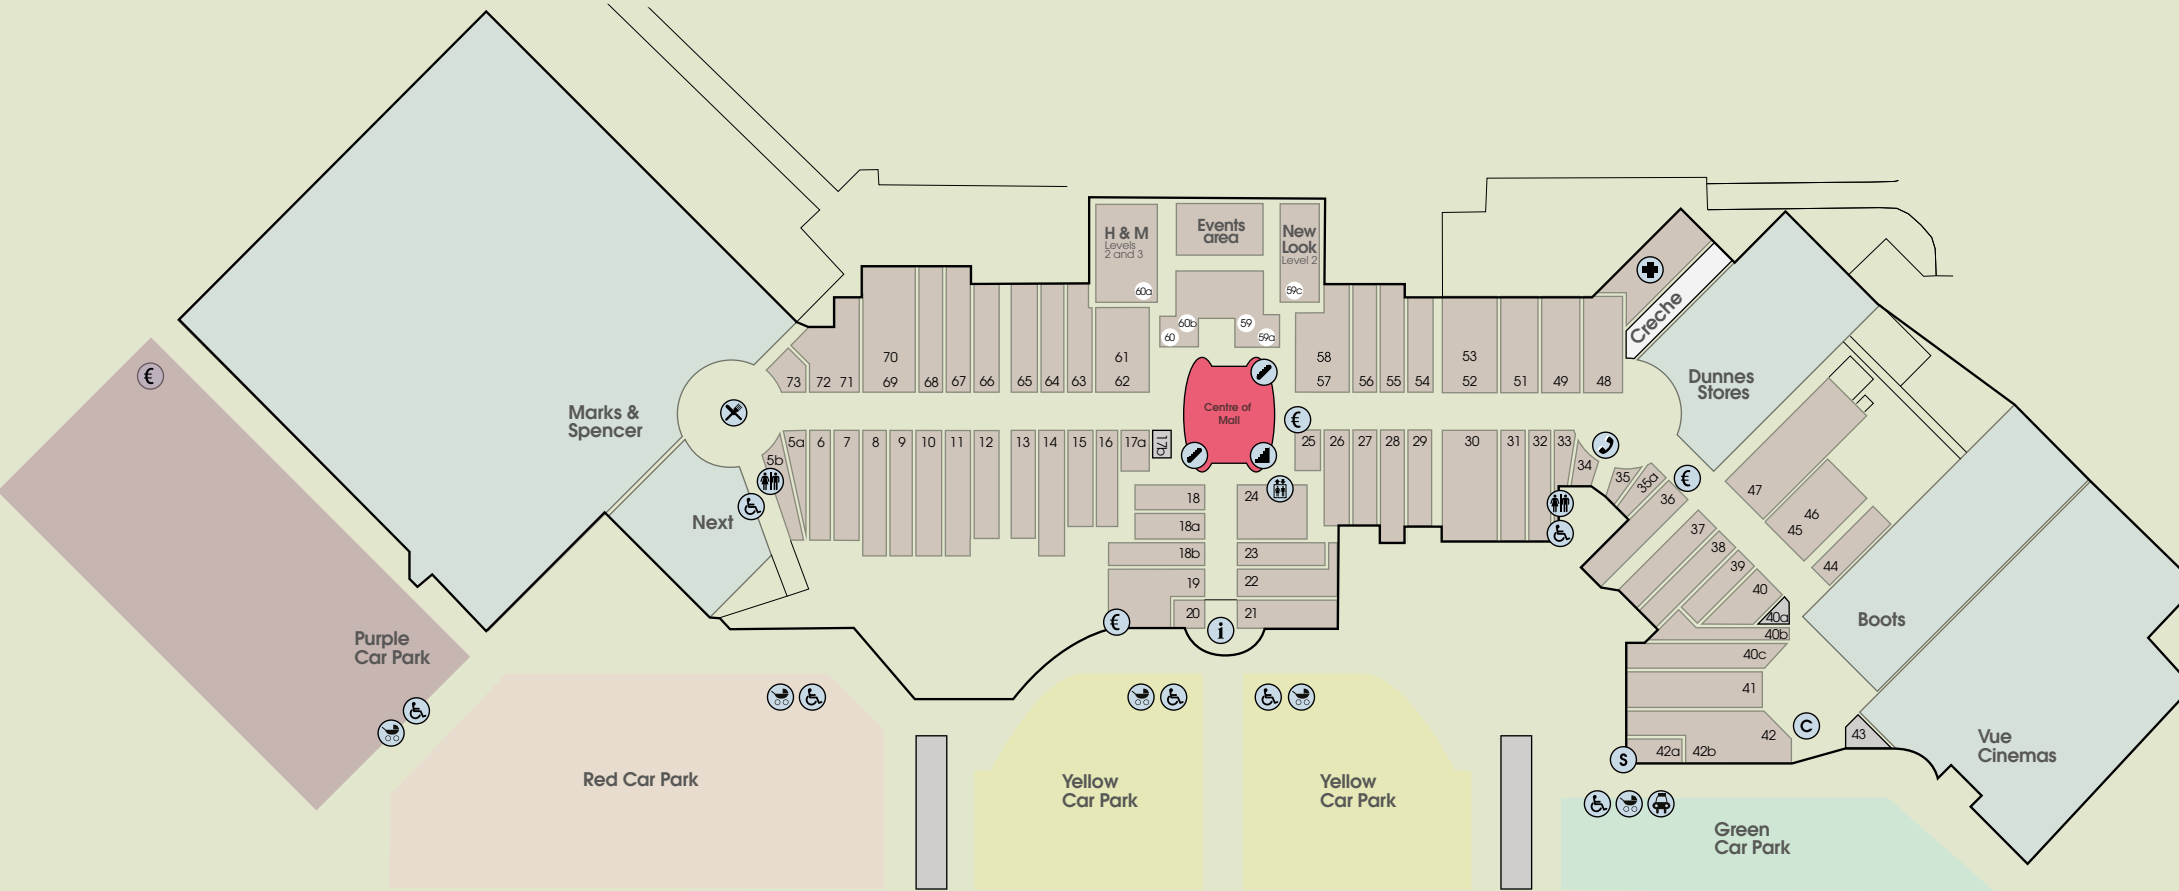 H & M
Levels
2 and 3
60a
Events
area
New
Look
Level 2
59c
60b
60
59
59a
Creche
€
Marks &
Spencer
73
72
71
70
69
68
67
66
65
64
63
61
62
Centre of
Mall
58
57
56
55
54
53
52
51
49
48
Dunnes
Stores
€
5b
5a
6
7
8
9
10
11
12
13
14
15
16
17a
17b
25
26
27
28
29
30
31
32
33
34
35
35a
36
€
47
46
45
44
Next
18
18a
18b
19
20
24
23
22
21
€
i
37
38
39
40
40a
40b
40c
41
42
42a
42b
43
C
S
Boots
Vue
Cinemas
Purple
Car Park
Red Car Park
Yellow
Car Park
Yellow
Car Park
Green
Car Park